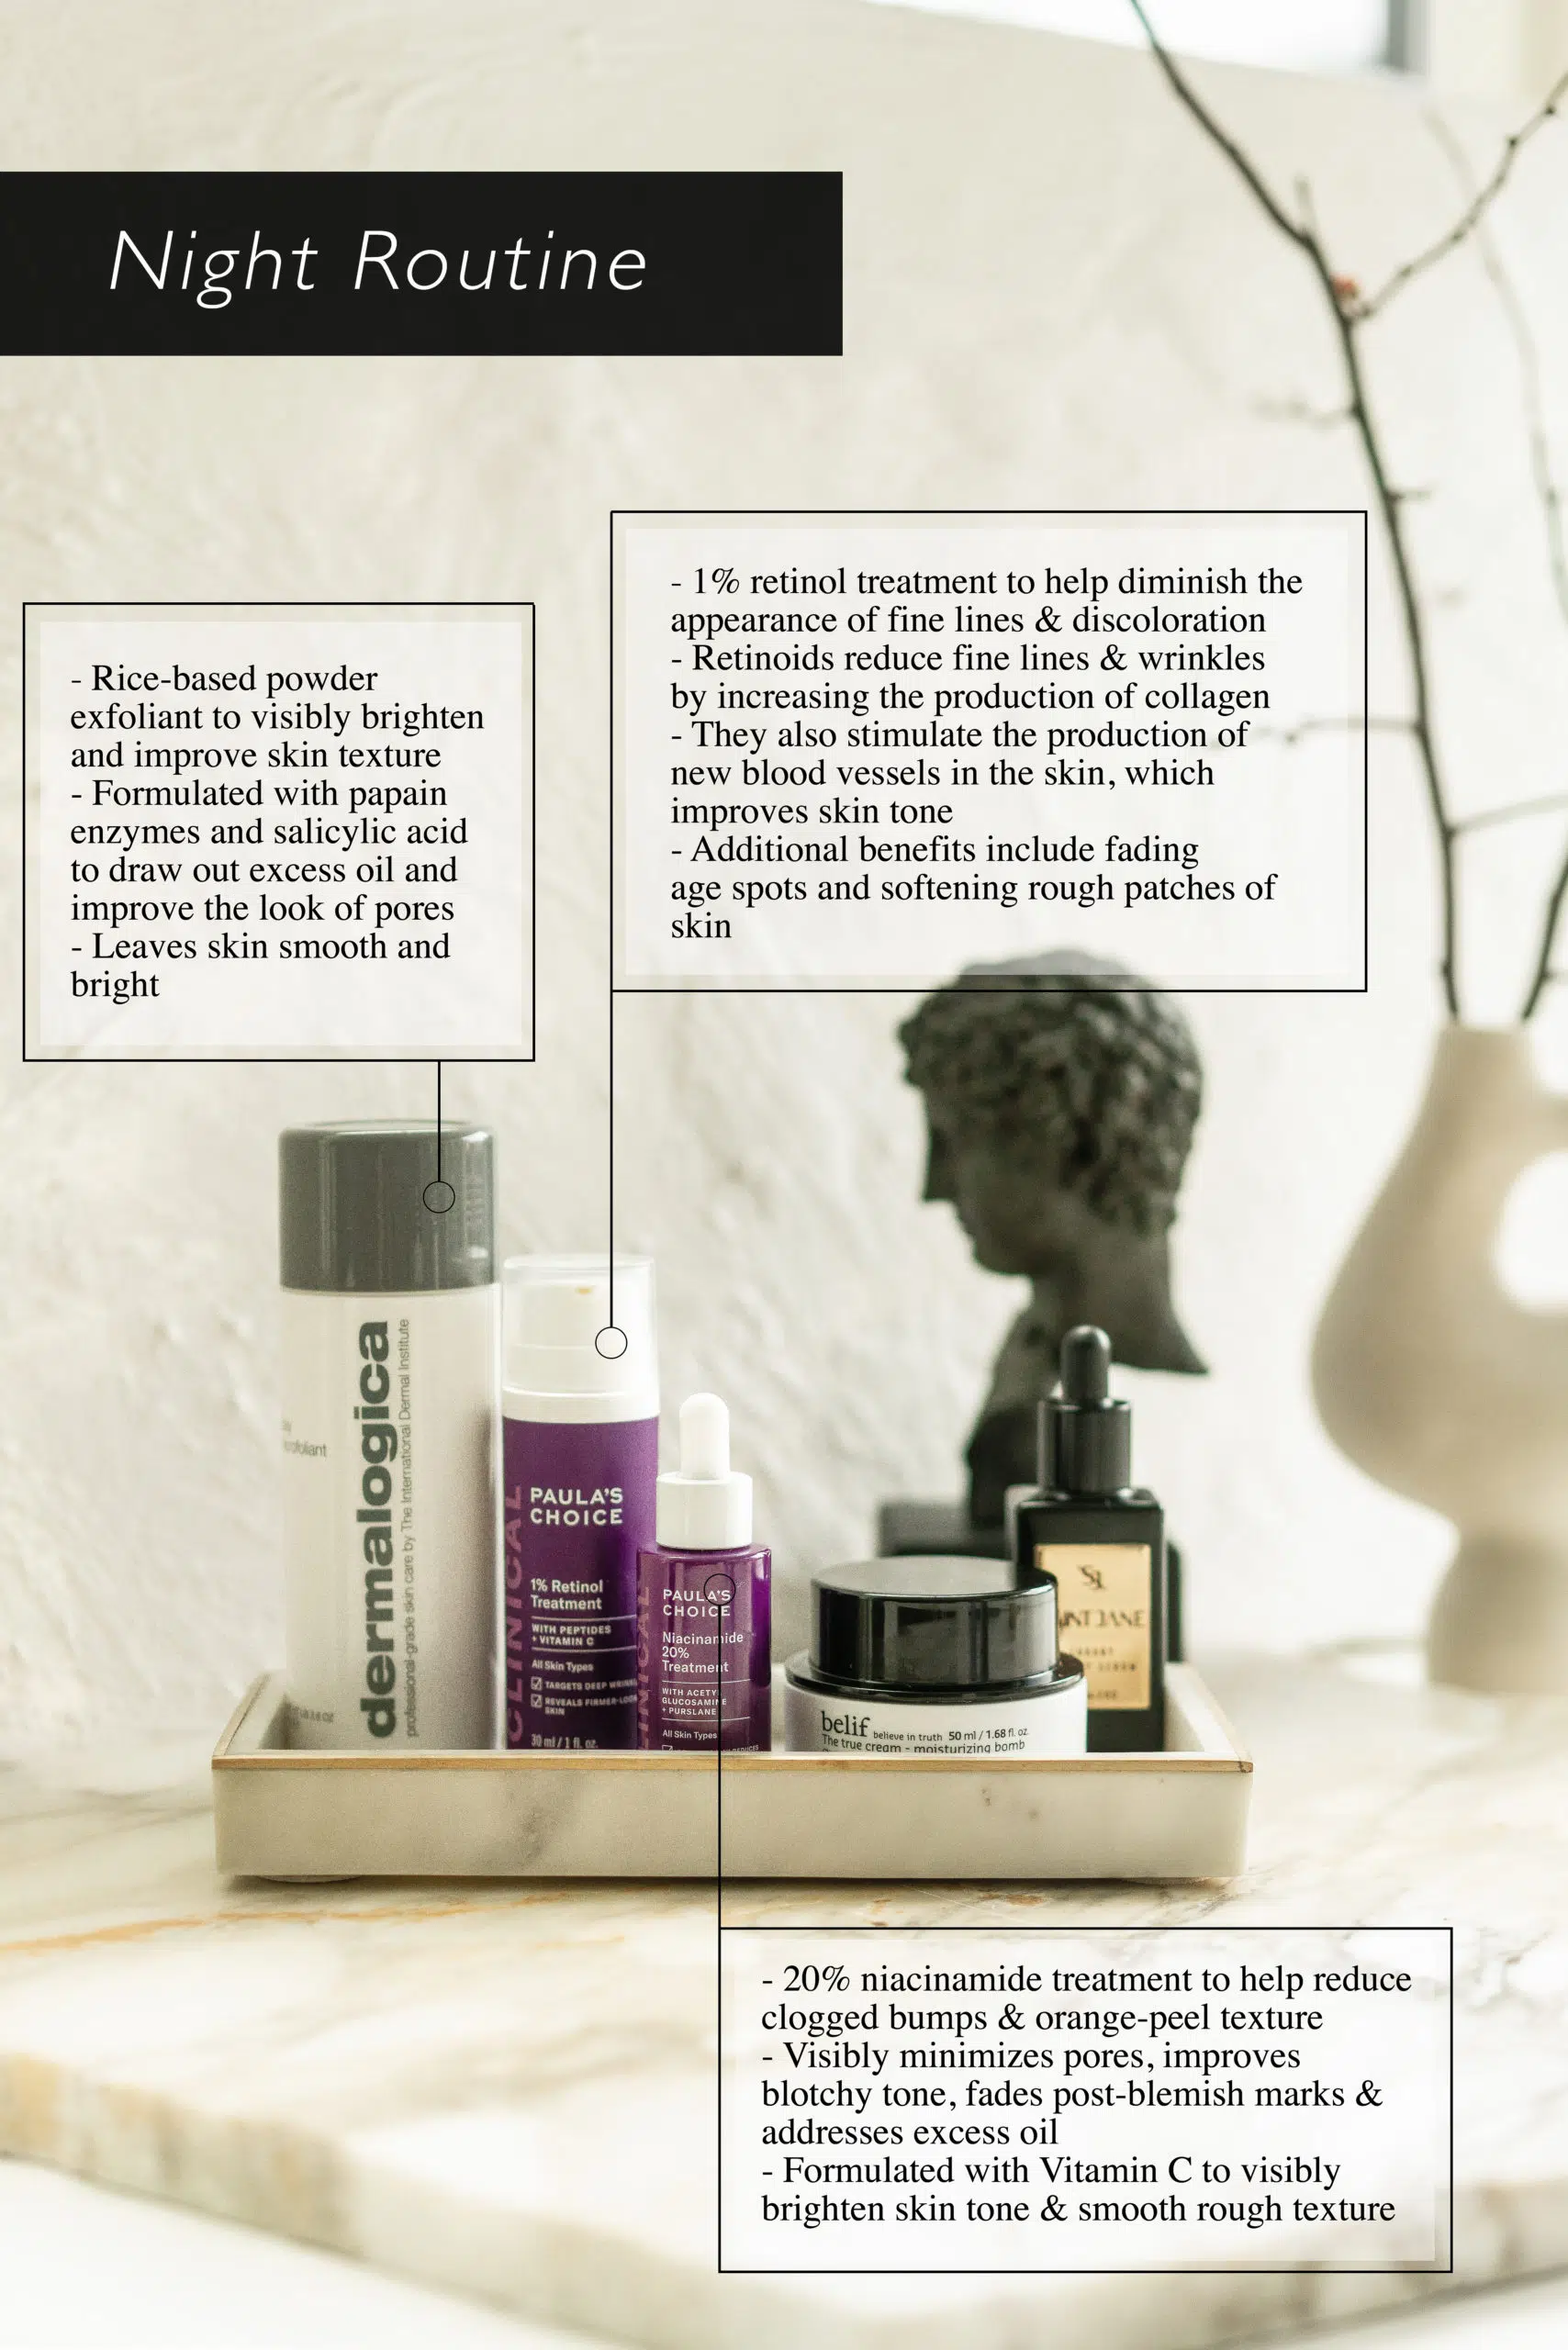 Night Routine
- Rice-based powder
exfoliant to visibly brighten
and improve skin texture
- Formulated with papain
enzymes and salicylic acid
to draw out excess oil and
improve the look of pores
- Leaves skin smooth and
bright
- 1% retinol treatment to help diminish the
appearance of fine lines & discoloration
- Retinoids reduce fine lines & wrinkles
by increasing the production of collagen
- They also stimulate the production of
new blood vessels in the skin, which
improves skin tone
- Additional benefits include fading
age spots and softening rough patches of
skin
dermalogica
professional-grade skin care by The International Dermal Institute
CLINICAL
PAULA'S
CHOICE
1% Retinol
Treatment
WITH PEPTIDES
+ VITAMIN C
All Skin Types
TARGETS DEEP
REVEALS
SKIN
30 ml / 1 fl. oz.
PAULA'S
CHOICE
Niacinamide
20%
Treatment
WITH ACETYL
GLUCOSAMINE
+ PURSLANE
All Skin Types
belif believe in truth 50 ml / 1.68 fl. oz.
The true cream - moisturizing bomb
- 20% niacinamide treatment to help reduce
clogged bumps & orange-peel texture
- Visibly minimizes pores, improves
blotchy tone, fades post-blemish marks &
addresses excess oil
- Formulated with Vitamin C to visibly
brighten skin tone & smooth rough texture